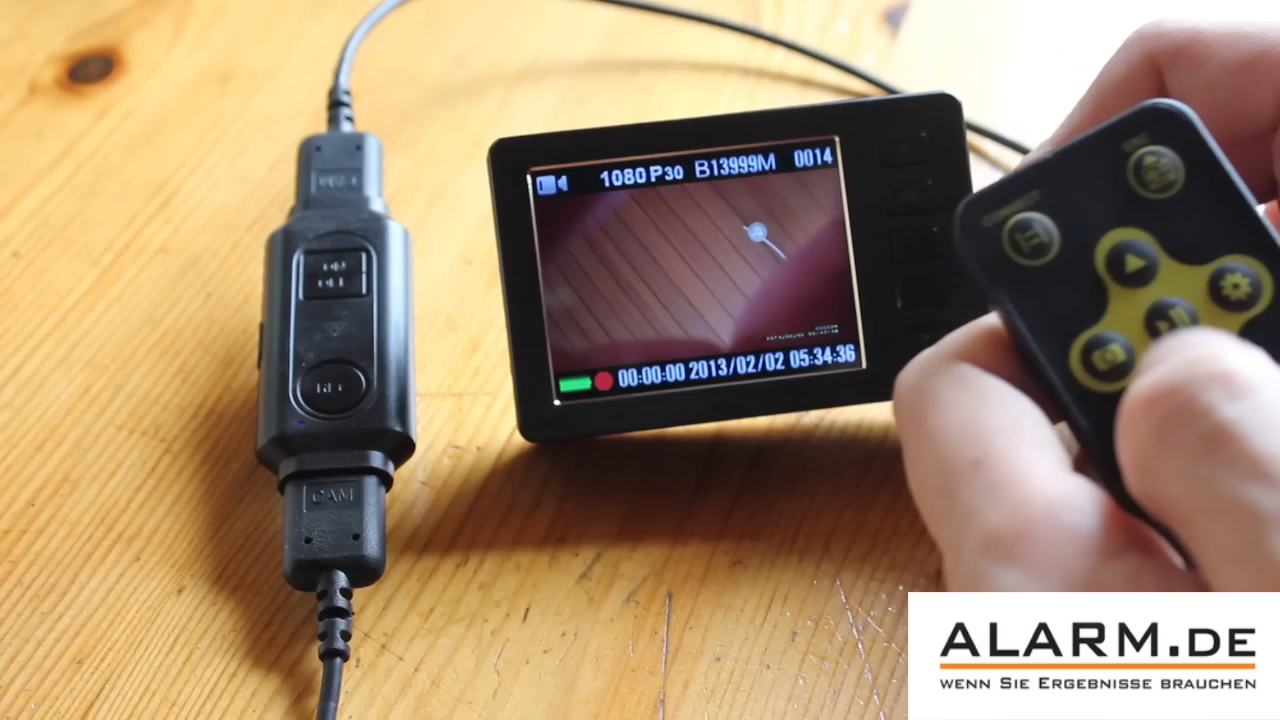 1080 P30 B13999M 0014
00:00:00 2013/02/02 05:34:36
REC
CAM
ALARM.DE
WENN SIE ERGEBNISSE BRAUCHEN